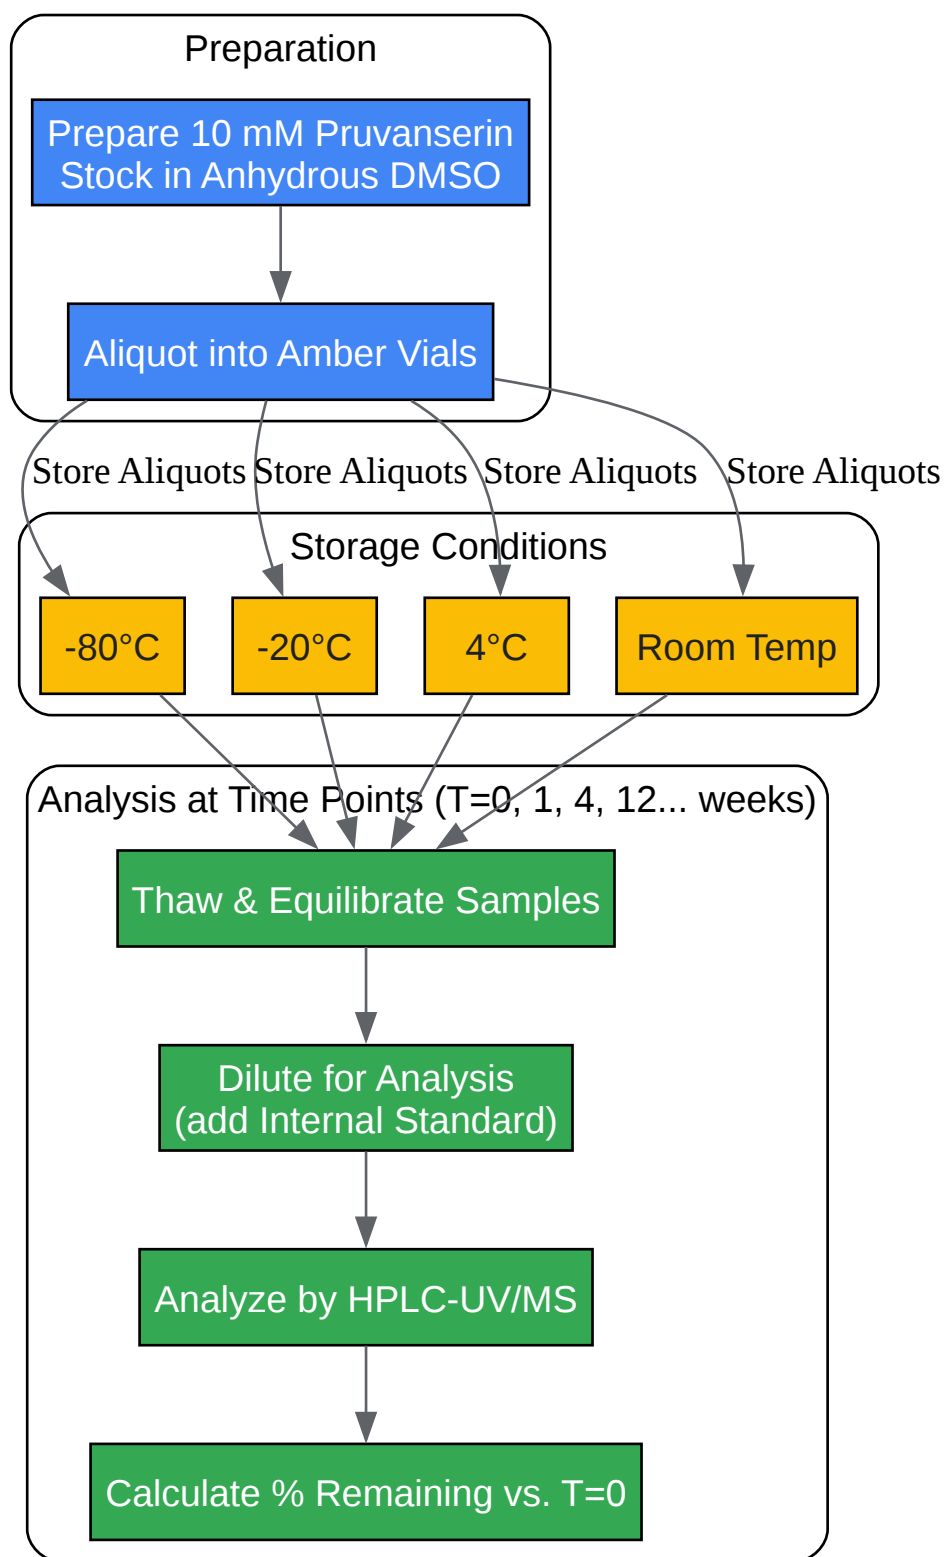 Preparation
Prepare 10 mM Pruvanserin
Stock in Anhydrous DMSO
Aliquot into Amber Vials
Store Aliquots
Store Aliquots
Store Aliquots
Store Aliquots
Storage Conditions
-80°C
-20°C
4°C
Room Temp
Analysis at Time Points (T=0, 1, 4, 12... weeks)
Thaw & Equilibrate Samples
Dilute for Analysis
(add Internal Standard)
Analyze by HPLC-UV/MS
Calculate % Remaining vs. T=0